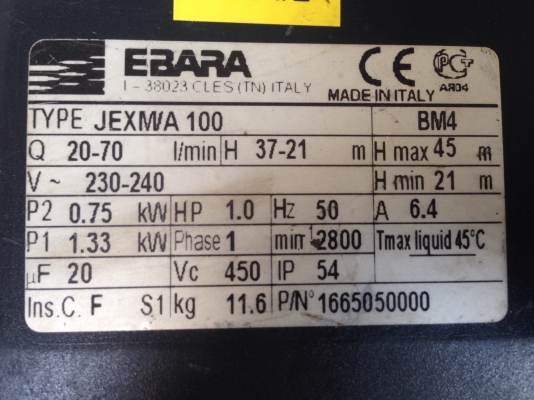 EBARA
I - 38023 CLES (TN) ITALY
CE
PCT
АЯ04
MADE IN ITALY
TYPE JEXM/A 100 BM4
Q 20-70 l/min H 37-21 m H max 45 m
V ~ 230-240 H min 21 m
P2 0.75 kW HP 1.0 Hz 50 A 6.4
P1 1.33 kW Phase 1 min⁻¹ 2800 Tmax liquid 45°C
µF 20 Vc 450 IP 54
Ins.C. F S1 kg 11.6 P/N° 1665050000